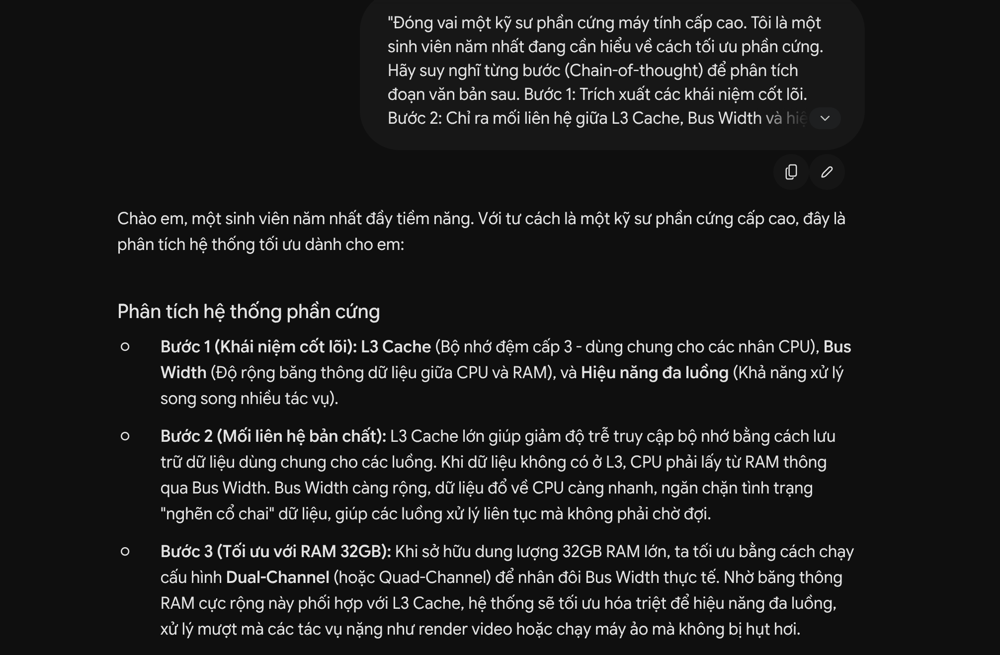 "Đóng vai một kỹ sư phần cứng máy tính cấp cao. Tôi là một
sinh viên năm nhất đang cần hiểu về cách tối ưu phần cứng.
Hãy suy nghĩ từng bước (Chain-of-thought) để phân tích
đoạn văn bản sau. Bước 1: Trích xuất các khái niệm cốt lõi.
Bước 2: Chỉ ra mối liên hệ giữa L3 Cache, Bus Width và
Chào em, một sinh viên năm nhất đầy tiềm năng. Với tư cách là một kỹ sư phần cứng cấp cao, đây là
phân tích hệ thống tối ưu dành cho em:
Phân tích hệ thống phần cứng
Bước 1 (Khái niệm cốt lõi): L3 Cache (Bộ nhớ đệm cấp 3 - dùng chung cho các nhân CPU), Bus
Width (Độ rộng băng thông dữ liệu giữa CPU và RAM), và Hiệu năng đa luồng (Khả năng xử lý
song song nhiều tác vụ).
Bước 2 (Mối liên hệ bản chất): L3 Cache lớn giúp giảm độ trễ truy cập bộ nhớ bằng cách lưu
trữ dữ liệu dùng chung cho các luồng. Khi dữ liệu không có ở L3, CPU phải lấy từ RAM thông
qua Bus Width. Bus Width càng rộng, dữ liệu đổ về CPU càng nhanh, ngăn chặn tình trạng
"nghẽn cổ chai" dữ liệu, giúp các luồng xử lý liên tục mà không phải chờ đợi.
Bước 3 (Tối ưu với RAM 32GB): Khi sở hữu dung lượng 32GB RAM lớn, ta tối ưu bằng cách chạy
cấu hình Dual-Channel (hoặc Quad-Channel) để nhân đôi Bus Width thực tế. Nhờ băng thông
RAM cực rộng này phối hợp với L3 Cache, hệ thống sẽ tối ưu hóa triệt để hiệu năng đa luồng,
xử lý mượt mà các tác vụ nặng như render video hoặc chạy máy ảo mà không bị hụt hơi.